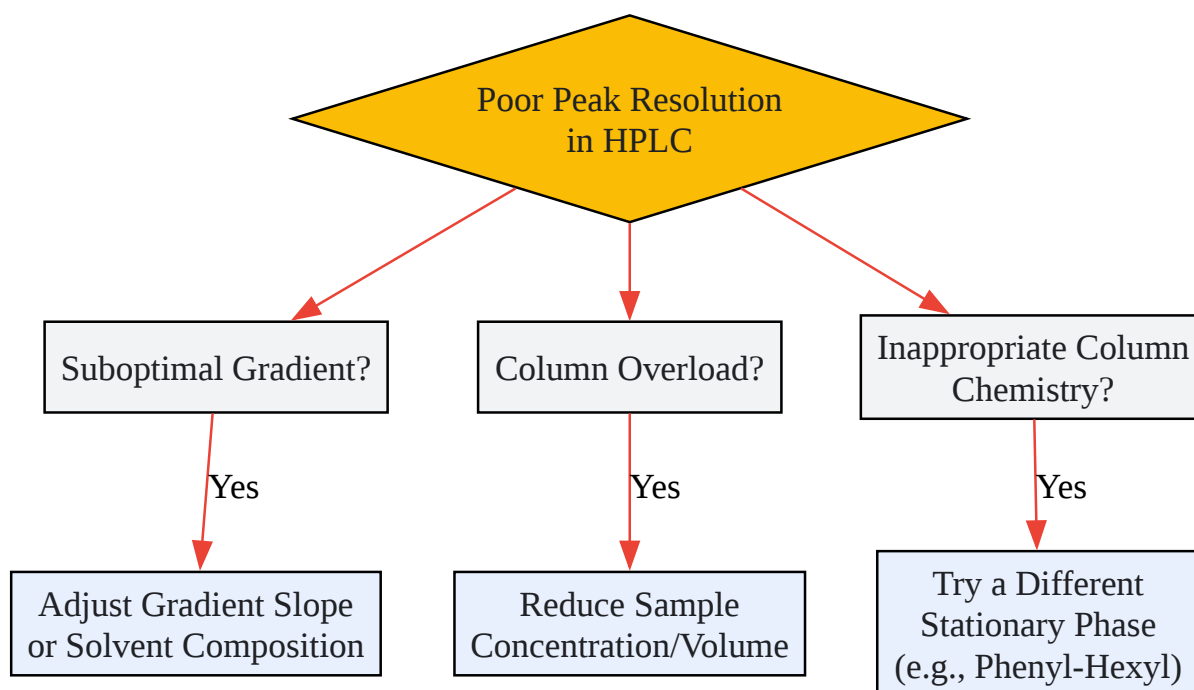 Poor Peak Resolution
in HPLC
Suboptimal Gradient?
Column Overload?
Inappropriate Column
Chemistry?
Yes
Yes
Yes
Adjust Gradient Slope
or Solvent Composition
Reduce Sample
Concentration/Volume
Try a Different
Stationary Phase
(e.g., Phenyl-Hexyl)